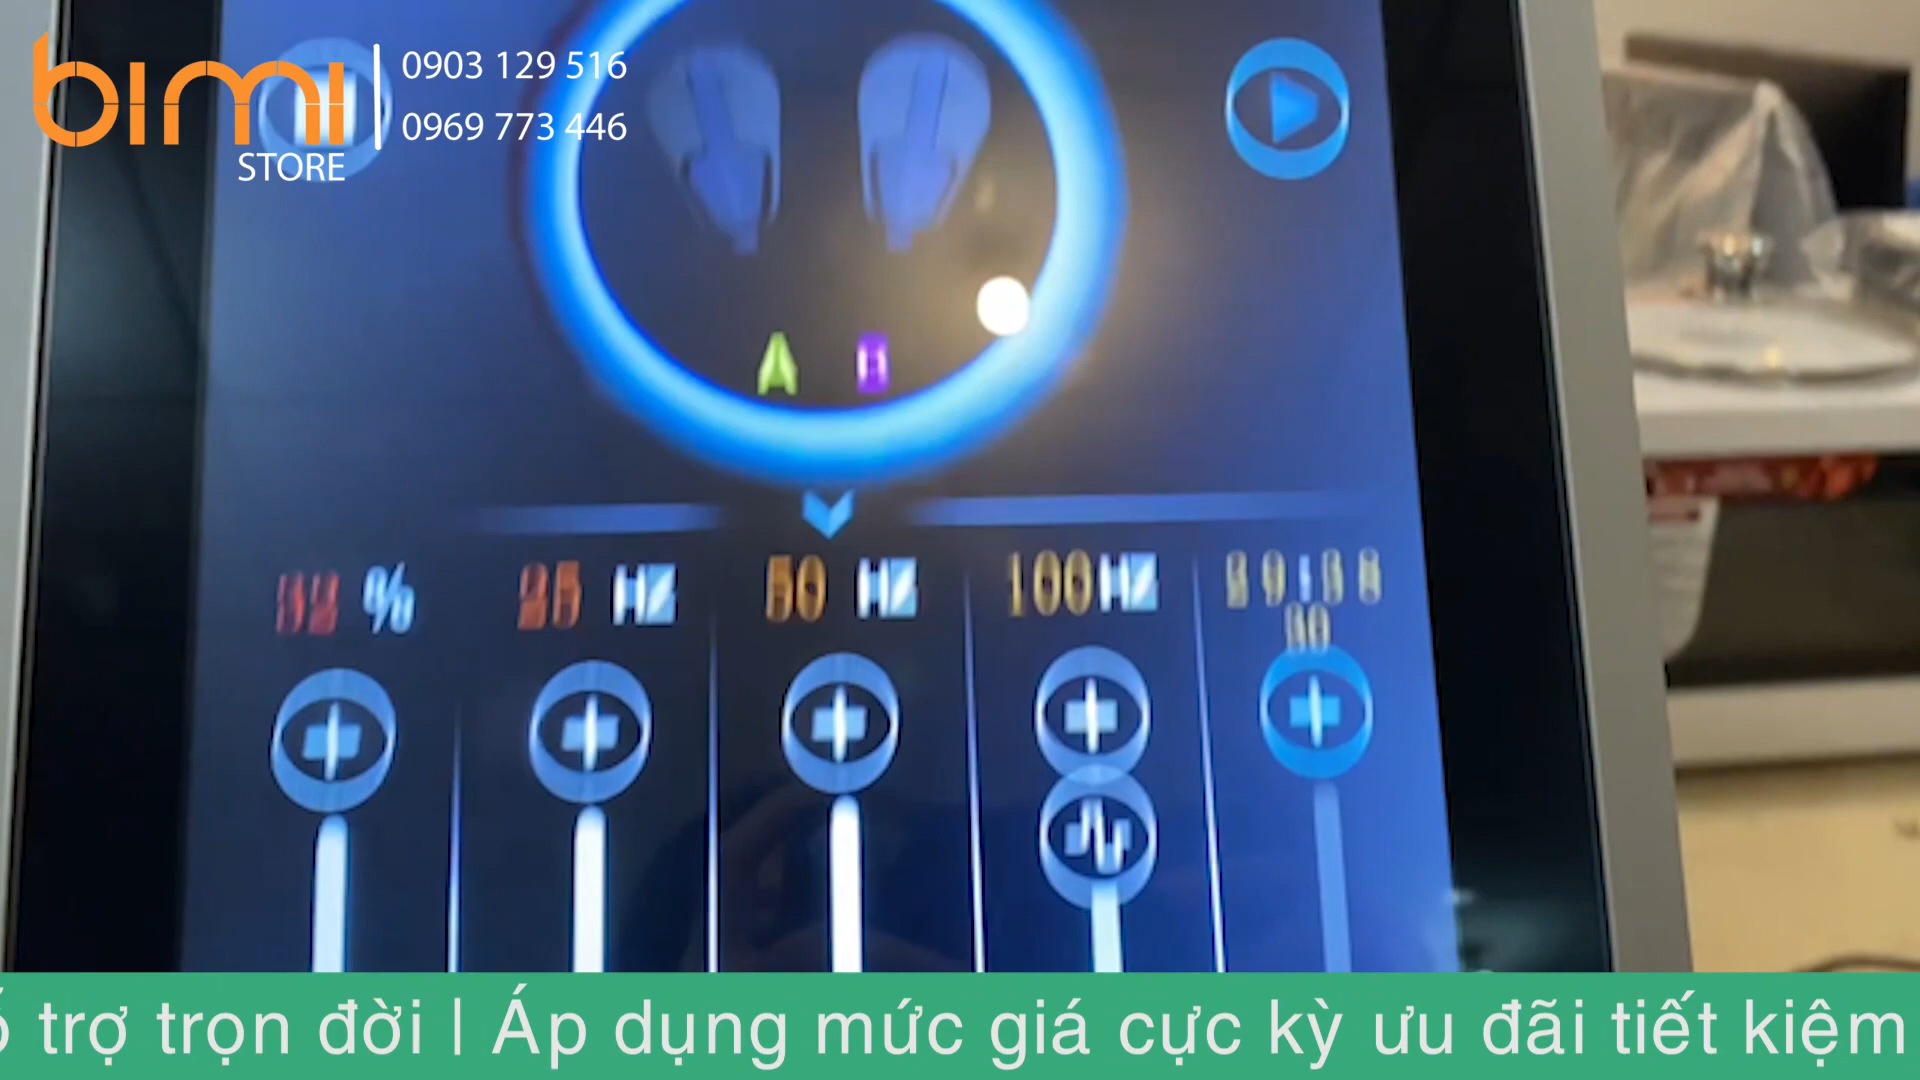 bimi
STORE
0903 129 516
0969 773 446
A
%
25 HZ
50 HZ
100HZ
30
trợ trọn đời | Áp dụng mức giá cực kỳ ưu đãi tiết kiệm